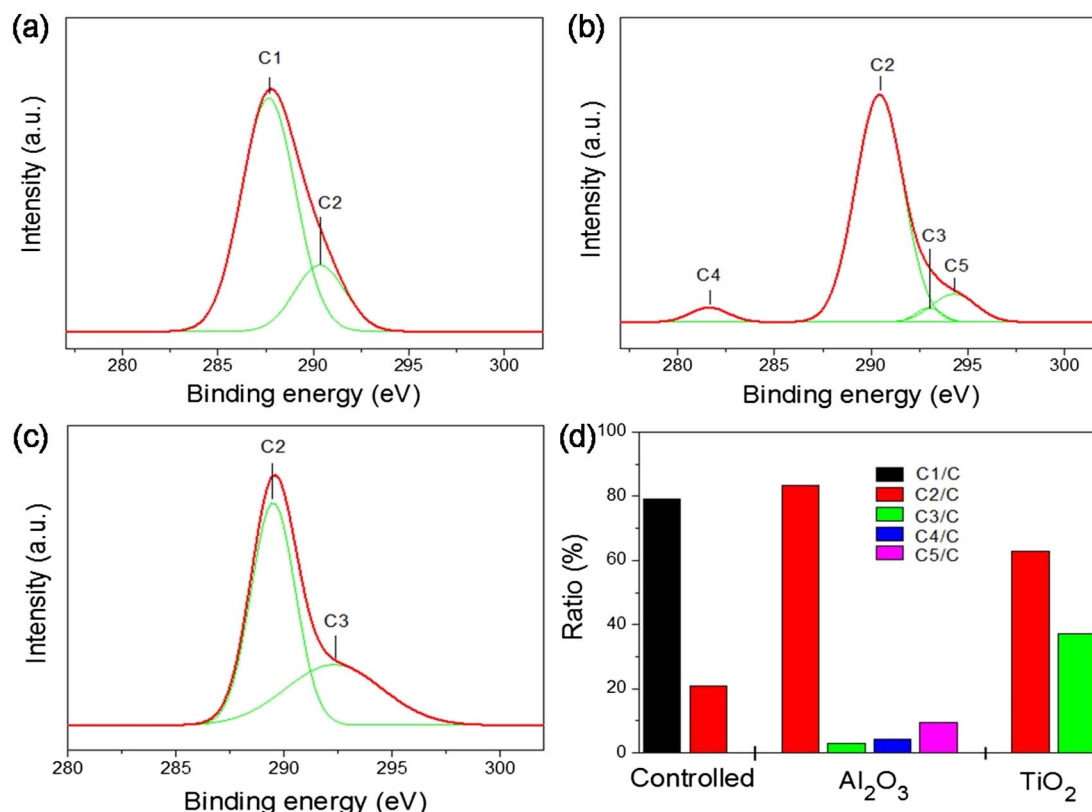 (a)
C1
C2
Intensity (a.u.)
280 285 290 295 300
Binding energy (eV)
(b)
C2
C3
C4
C5
Intensity (a.u.)
280 285 290 295 300
Binding energy (eV)
(c)
C2
C3
Intensity (a.u.)
280 285 290 295 300
Binding energy (eV)
(d)
100
80
60
40
20
0
Ratio (%)
C1/C
C2/C
C3/C
C4/C
C5/C
Controlled Al₂O₃ TiO₂